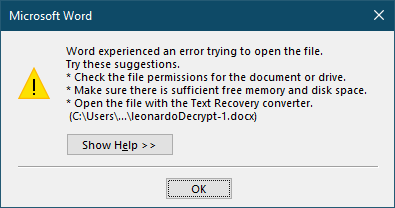 Microsoft Word
Word experienced an error trying to open the file.
Try these suggestions.
* Check the file permissions for the document or drive.
* Make sure there is sufficient free memory and disk space.
* Open the file with the Text Recovery converter.
(C:\Users\...\leonardoDecrypt-1.docx)
Show Help >>
OK